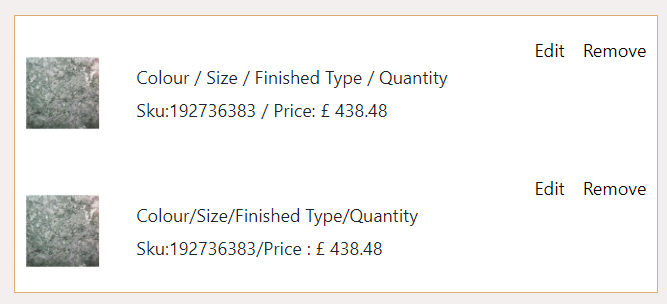 Edit Remove
Colour / Size / Finished Type / Quantity
Sku:192736383 / Price: £ 438.48
Edit Remove
Colour/Size/Finished Type/Quantity
Sku:192736383/Price : £ 438.48